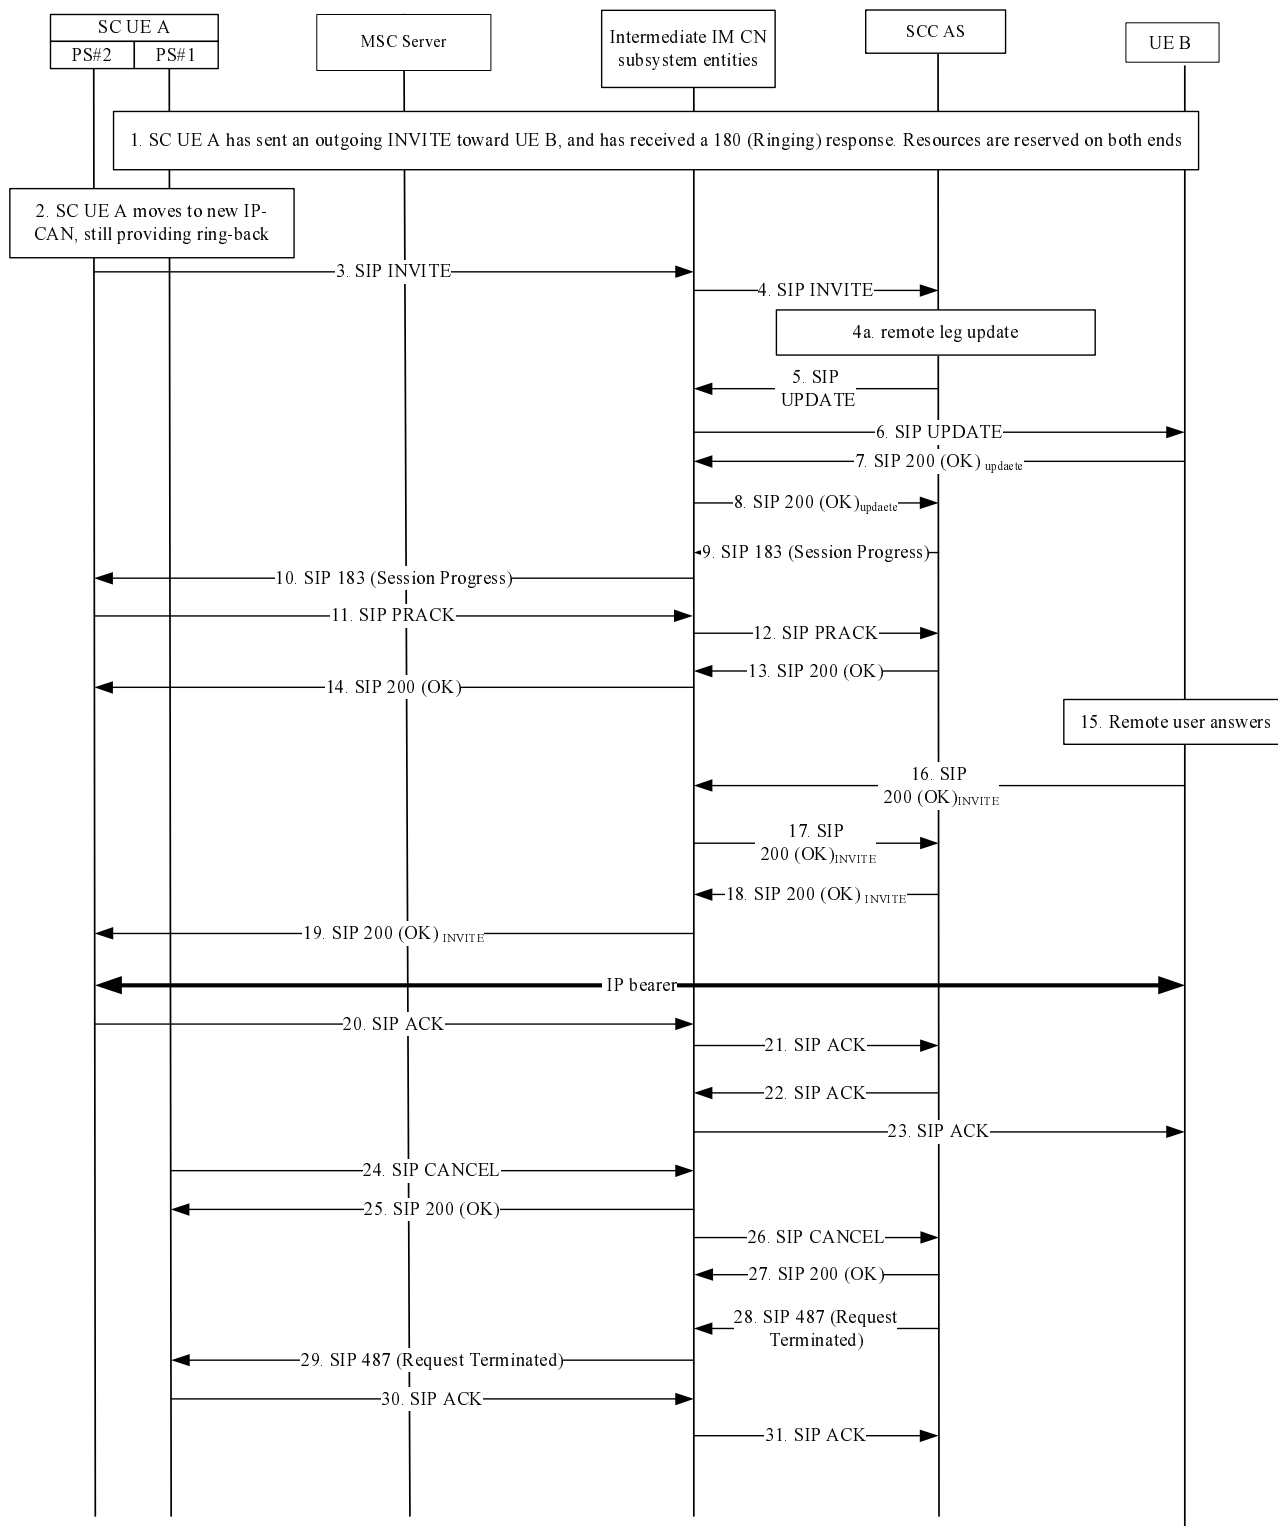 SC UE A
PS#2
PS#1
MSC Server
Intermediate IM CN
subsystem entities
SCC AS
UE B
1. SC UE A has sent an outgoing INVITE toward UE B, and has received a 180 (Ringing) response. Resources are reserved on both ends
2. SC UE A moves to new IP-
CAN, still providing ring-back
3. SIP INVITE
4. SIP INVITE
4a. remote leg update
5. SIP
UPDATE
6. SIP UPDATE
7. SIP 200 (OK) updaete
8. SIP 200 (OK)updaete
9. SIP 183 (Session Progress)
10. SIP 183 (Session Progress)
11. SIP PRACK
12. SIP PRACK
13. SIP 200 (OK)
14. SIP 200 (OK)
15. Remote user answers
16. SIP
200 (OK)INVITE
17. SIP
200 (OK)INVITE
18. SIP 200 (OK) INVITE
19. SIP 200 (OK) INVITE
IP bearer
20. SIP ACK
21. SIP ACK
22. SIP ACK
23. SIP ACK
24. SIP CANCEL
25. SIP 200 (OK)
26. SIP CANCEL
27. SIP 200 (OK)
28. SIP 487 (Request
Terminated)
29. SIP 487 (Request Terminated)
30. SIP ACK
31. SIP ACK